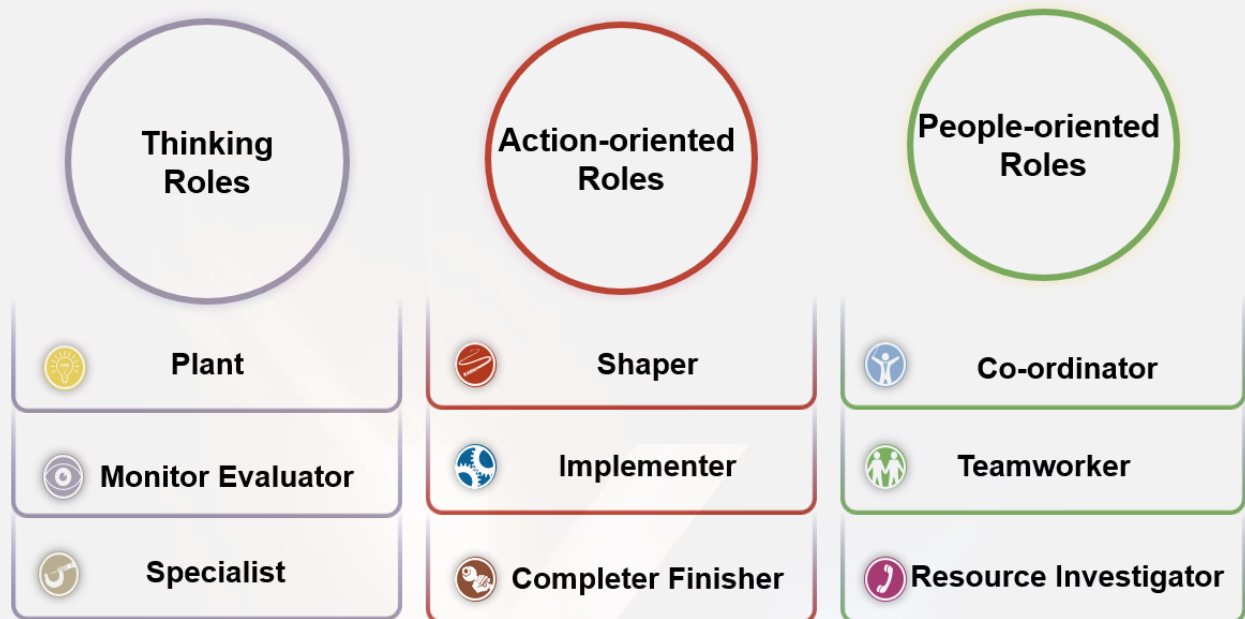 Thinking
Roles
Plant
Monitor Evaluator
Specialist
Action-oriented
Roles
Shaper
Implementer
Completer Finisher
People-oriented
Roles
Co-ordinator
Teamworker
Resource Investigator